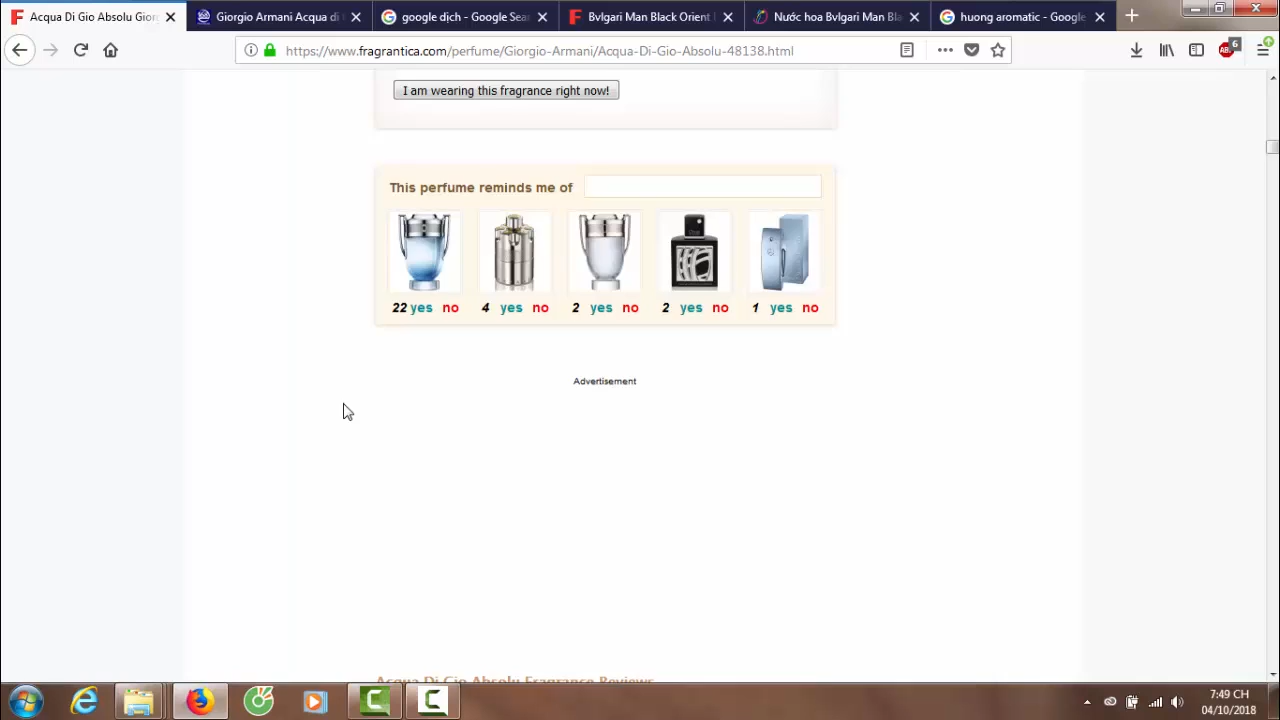 Acqua Di Gio Absolu Gior
Giorgio Armani Acqua di
google dịch - Google Sear
Bvlgari Man Black Orient
Nước hoa Bvlgari Man Bla
huong aromatic - Google
https://www.fragrantica.com/perfume/Giorgio-Armani/Acqua-Di-Gio-Absolu-48138.html
6
I am wearing this fragrance right now!
This perfume reminds me of
22 yes no 4 yes no 2 yes no 2 yes no 1 yes no
Advertisement
Acqua Di Gio Absolu Fragrance Reviews
7:49 CH
04/10/2018